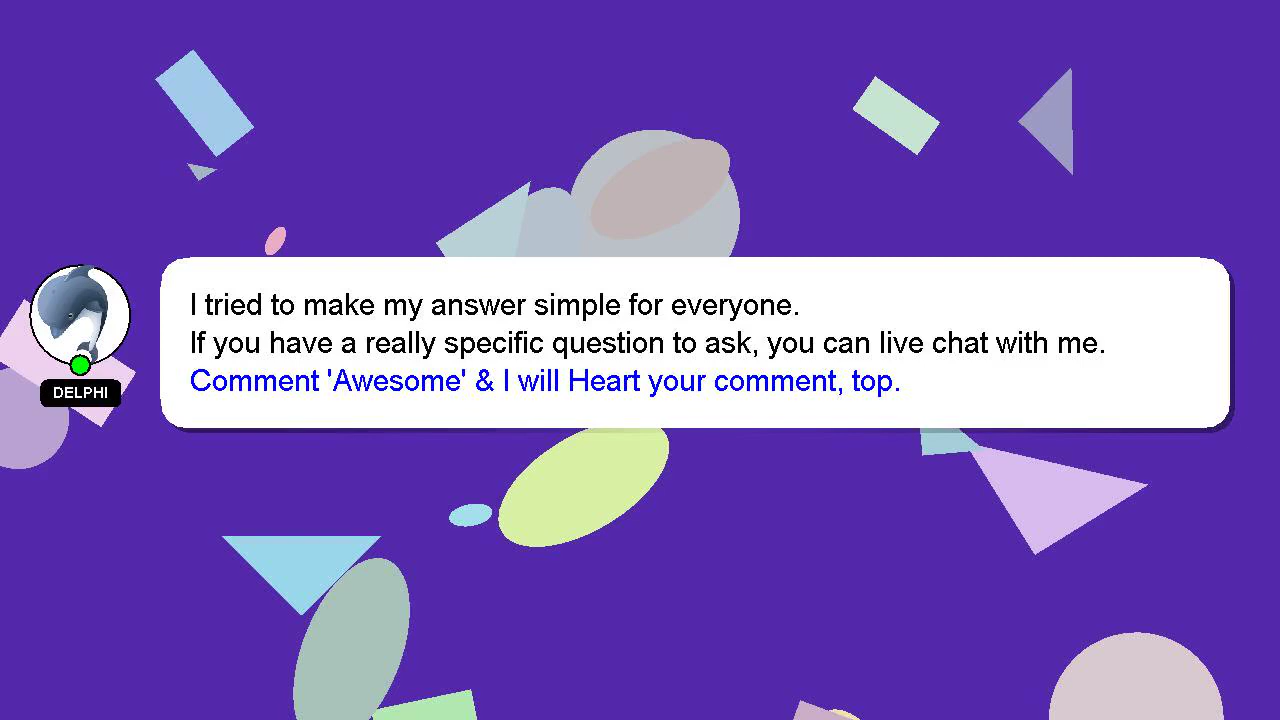 I tried to make my answer simple for everyone.
If you have a really specific question to ask, you can live chat with me.
Comment 'Awesome' & I will Heart your comment, top.
DELPHI